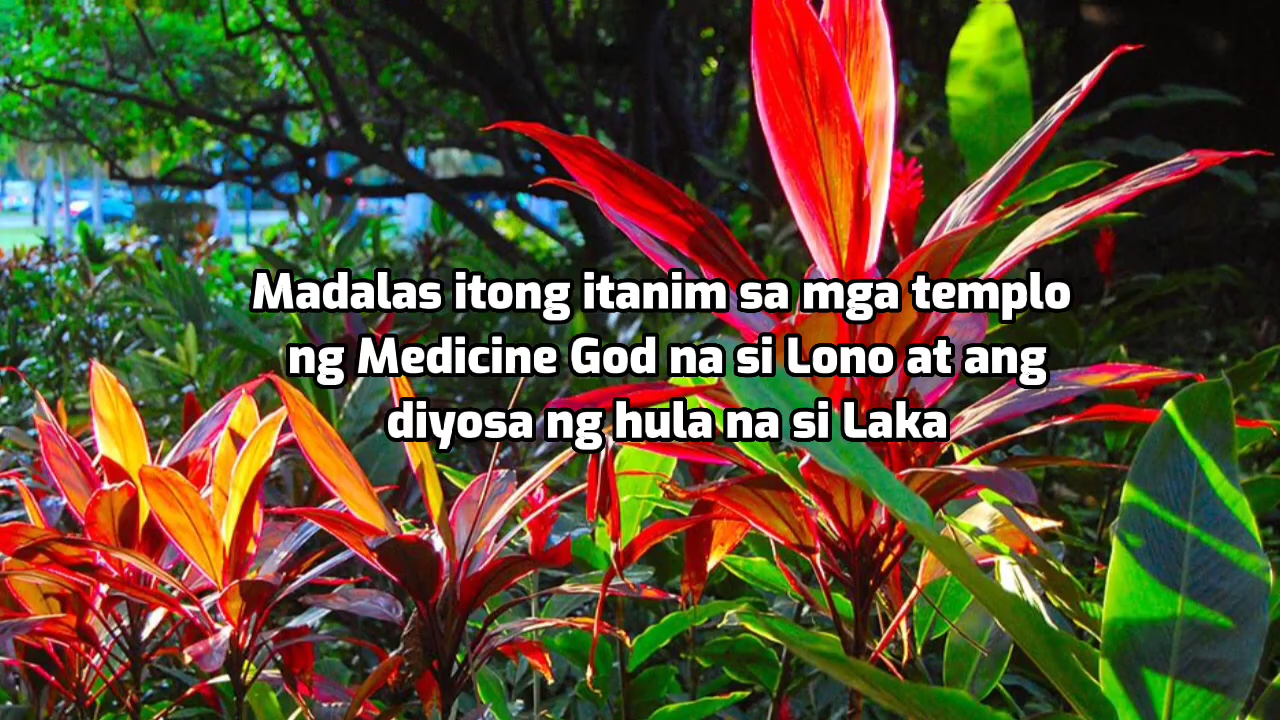 Madalas itong itanim sa mga templo
ng Medicine God na si Lono at ang
diyosa ng hula na si Laka